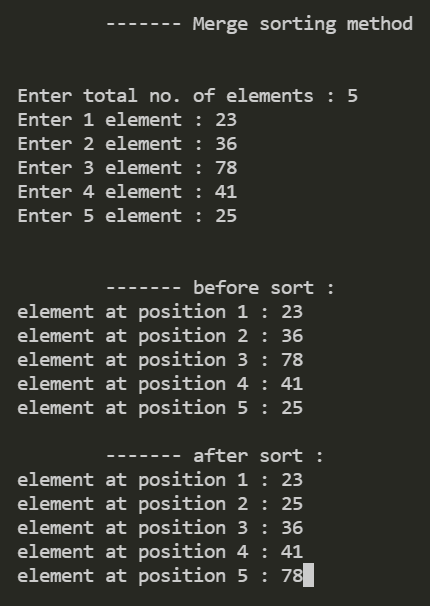 ------- Merge sorting method
Enter total no. of elements : 5
Enter 1 element : 23
Enter 2 element : 36
Enter 3 element : 78
Enter 4 element : 41
Enter 5 element : 25
------- before sort :
element at position 1 : 23
element at position 2 : 36
element at position 3 : 78
element at position 4 : 41
element at position 5 : 25
------- after sort :
element at position 1 : 23
element at position 2 : 25
element at position 3 : 36
element at position 4 : 41
element at position 5 : 78